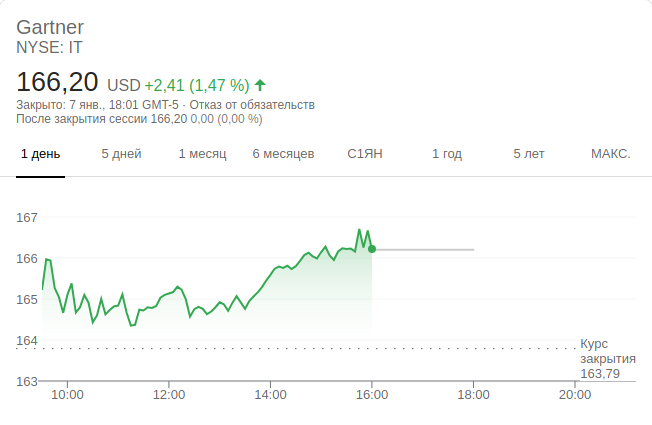 Gartner
NYSE: IT
166,20 USD +2,41 (1,47 %)
Закрыто: 7 янв., 18:01 GMT-5 · Отказ от обязательств
После закрытия сессии 166,20 0,00 (0,00 %)
1 день 5 дней 1 месяц 6 месяцев С1ЯН 1 год 5 лет МАКС.
167
166
165
164
Курс
закрытия
163,79
163
10:00 12:00 14:00 16:00 18:00 20:00